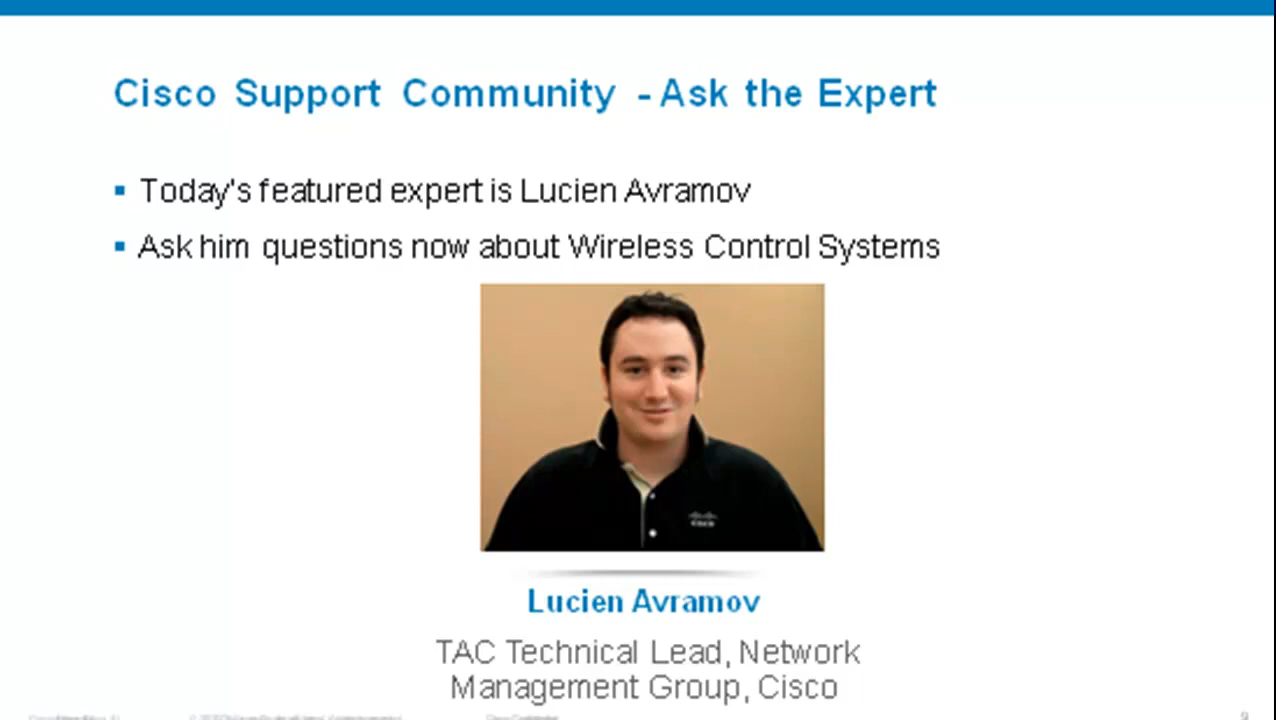 Cisco Support Community - Ask the Expert
Today's featured expert is Lucien Avramov
Ask him questions now about Wireless Control Systems
cisco
Lucien Avramov
TAC Technical Lead, Network
Management Group, Cisco